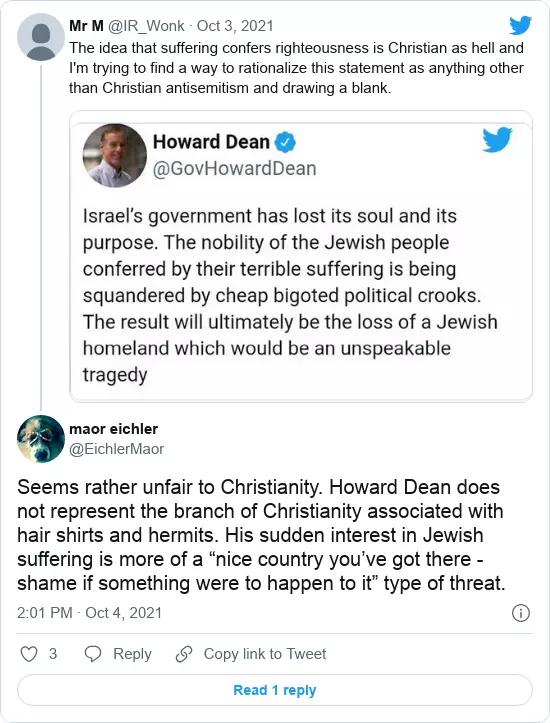 Mr M @IR_Wonk · Oct 3, 2021
The idea that suffering confers righteousness is Christian as hell and
I'm trying to find a way to rationalize this statement as anything other
than Christian antisemitism and drawing a blank.
Howard Dean
@GovHowardDean
Israel's government has lost its soul and its
purpose. The nobility of the Jewish people
conferred by their terrible suffering is being
squandered by cheap bigoted political crooks.
The result will ultimately be the loss of a Jewish
homeland which would be an unspeakable
tragedy
maor eichler
@EichlerMaor
Seems rather unfair to Christianity. Howard Dean does
not represent the branch of Christianity associated with
hair shirts and hermits. His sudden interest in Jewish
suffering is more of a “nice country you’ve got there -
shame if something were to happen to it” type of threat.
2:01 PM · Oct 4, 2021
3 Reply Copy link to Tweet
Read 1 reply